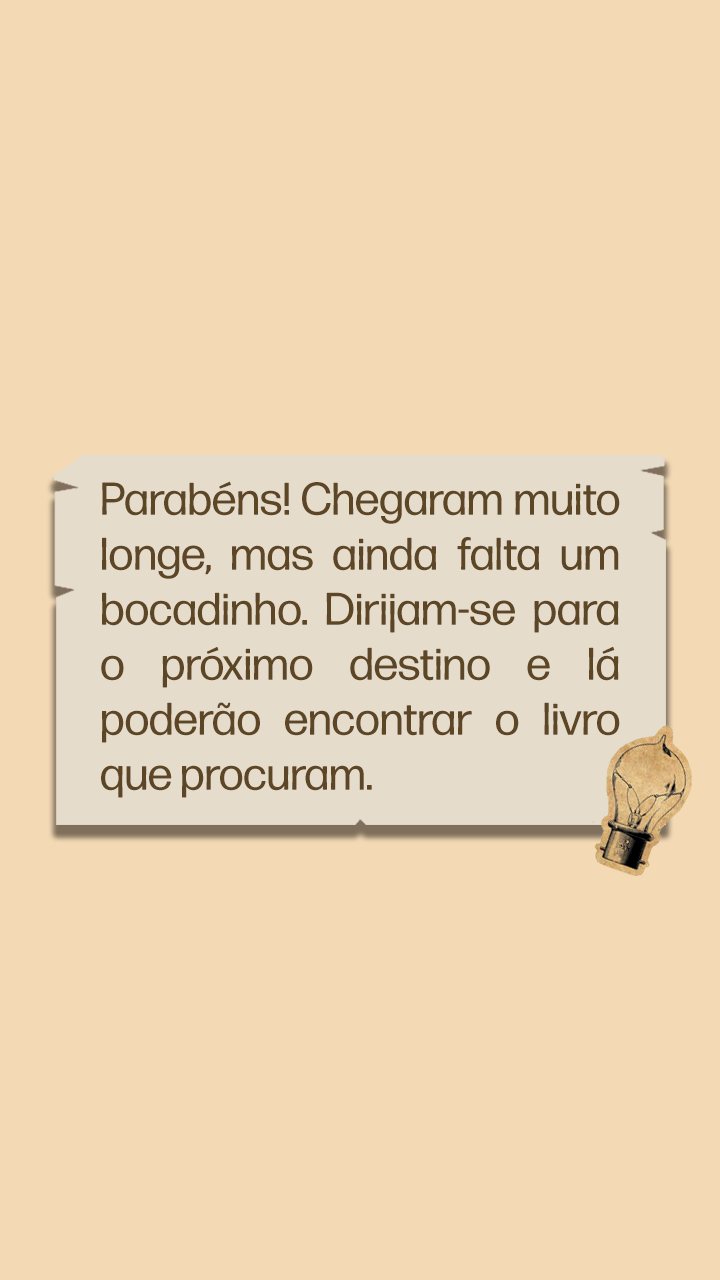 Parabéns! Chegaram muito
longe, mas ainda falta um
bocadinho. Dirijam-se para
o próximo destino e lá
poderão encontrar o livro
que procuram.